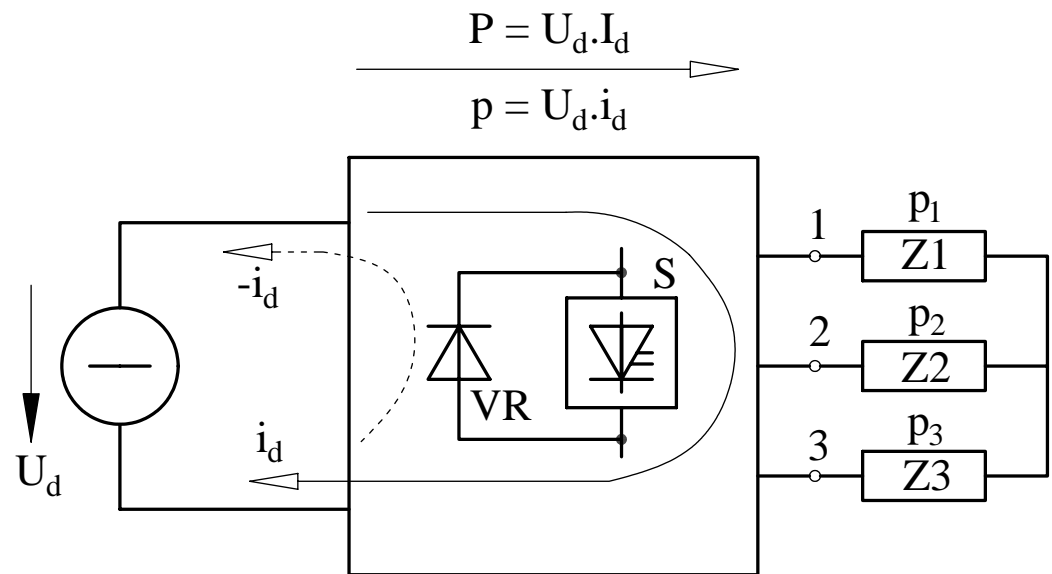 P = U_d.I_d
p = U_d.i_d
1
p_1
Z1
S
-i_d
2
p_2
Z2
VR
i_d
3
p_3
Z3
U_d